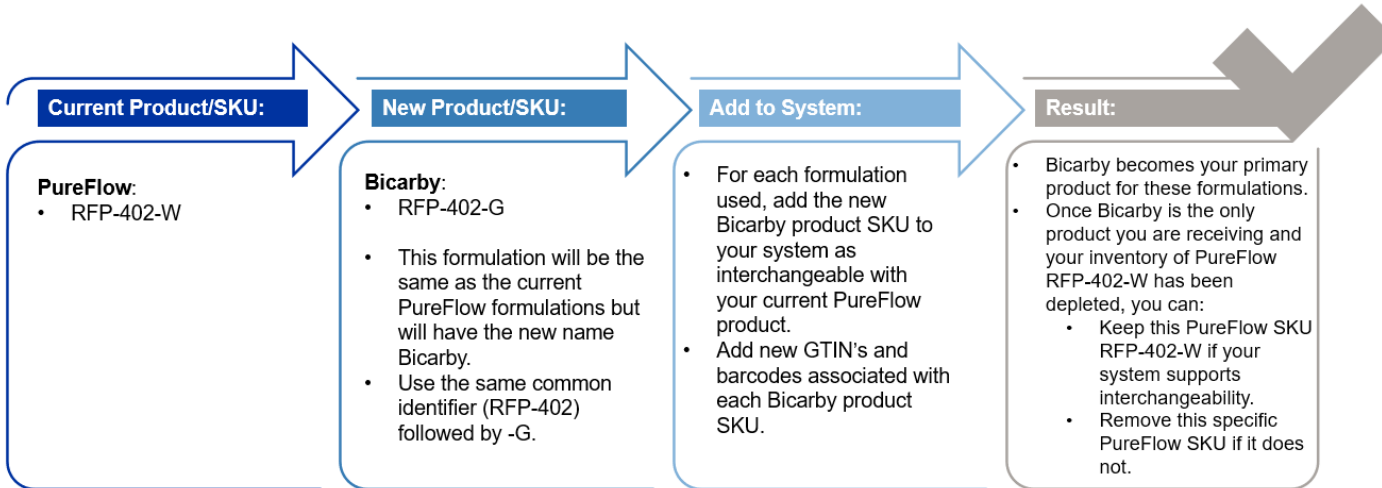 Current Product/SKU:
PureFlow:
• RFP-402-W
New Product/SKU:
Bicarby:
• RFP-402-G
• This formulation will be the
same as the current
PureFlow formulations but
will have the new name
Bicarby.
• Use the same common
identifier (RFP-402)
followed by -G.
Add to System:
• For each formulation
used, add the new
Bicarby product SKU to
your system as
interchangeable with
your current PureFlow
product.
• Add new GTIN's and
barcodes associated with
each Bicarby product
SKU.
Result:
• Bicarby becomes your primary
product for these formulations.
• Once Bicarby is the only
product you are receiving and
your inventory of PureFlow
RFP-402-W has been
depleted, you can:
• Keep this PureFlow SKU
RFP-402-W if your
system supports
interchangeability.
• Remove this specific
PureFlow SKU if it does
not.